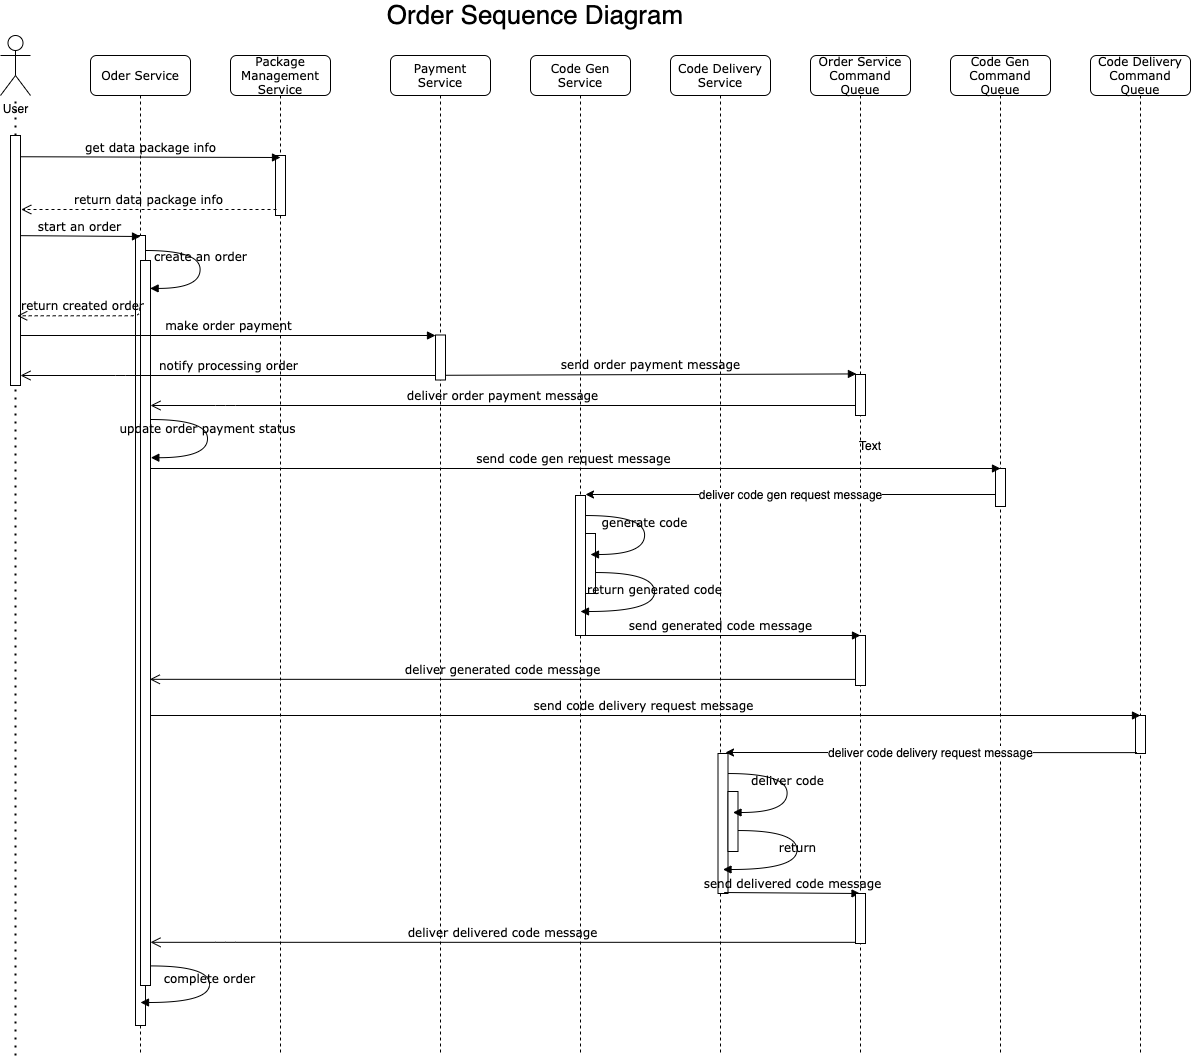 Order Sequence Diagram
User
Oder Service
Package
Management
Service
Payment
Service
Code Gen
Service
Code Delivery
Service
Order Service
Command
Queue
Code Gen
Command
Queue
Code Delivery
Command
Queue
get data package info
return data package info
start an order
create an order
return created order
make order payment
notify processing order
send order payment message
deliver order payment message
update order payment status
Text
send code gen request message
deliver code gen request message
generate code
return generated code
send generated code message
deliver generated code message
send code delivery request message
deliver code delivery request message
deliver code
return
send delivered code message
deliver delivered code message
complete order